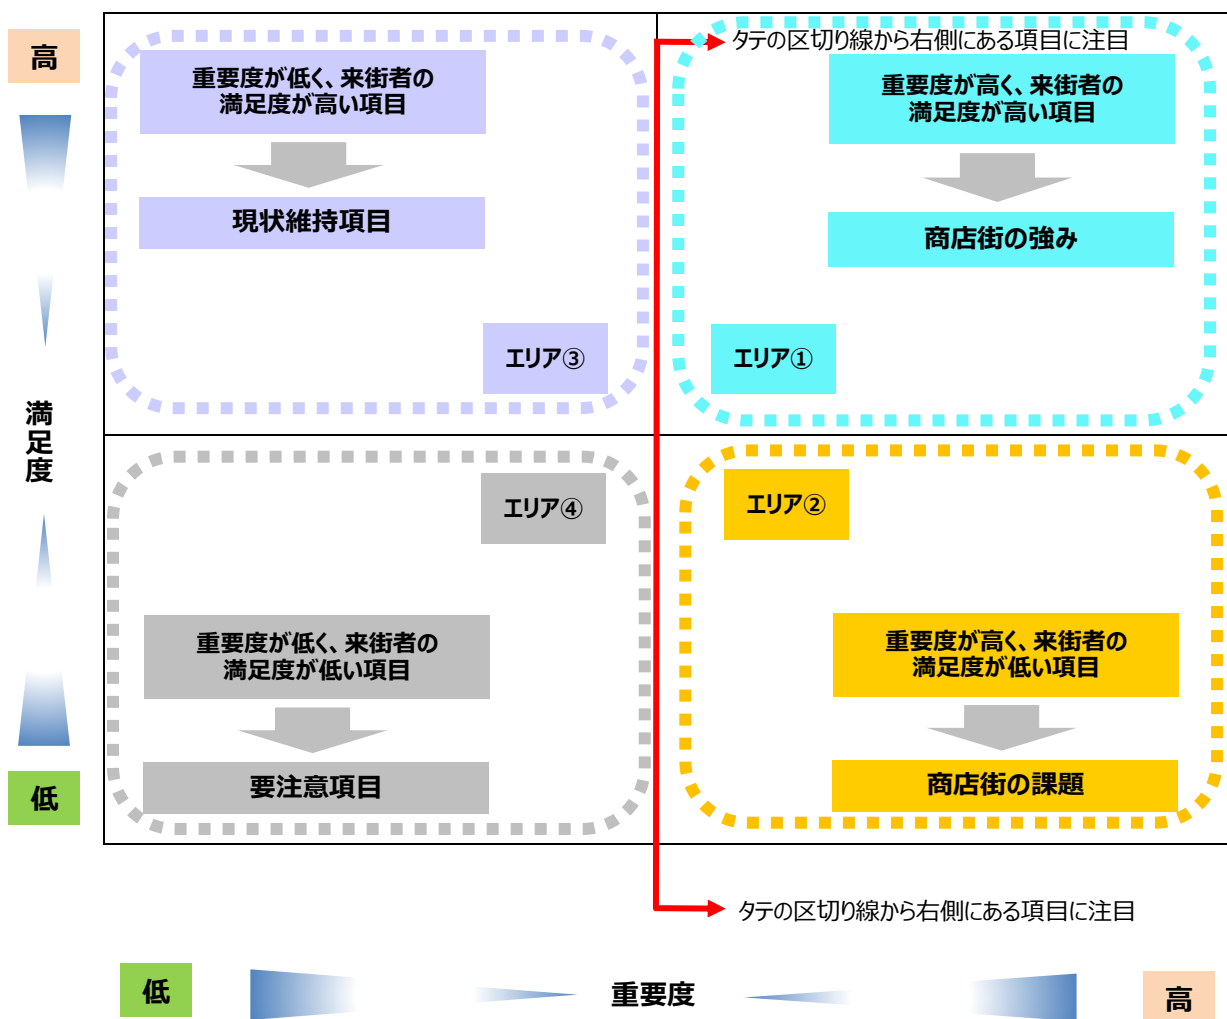 高
タテの区切り線から右側にある項目に注目
重要度が低く、来街者の
満足度が高い項目
現状維持項目
エリア③
重要度が高く、来街者の
満足度が高い項目
商店街の強み
エリア①
満足度
エリア④
重要度が低く、来街者の
満足度が低い項目
要注意項目
エリア②
重要度が高く、来街者の
満足度が低い項目
商店街の課題
低
タテの区切り線から右側にある項目に注目
低
重要度
高